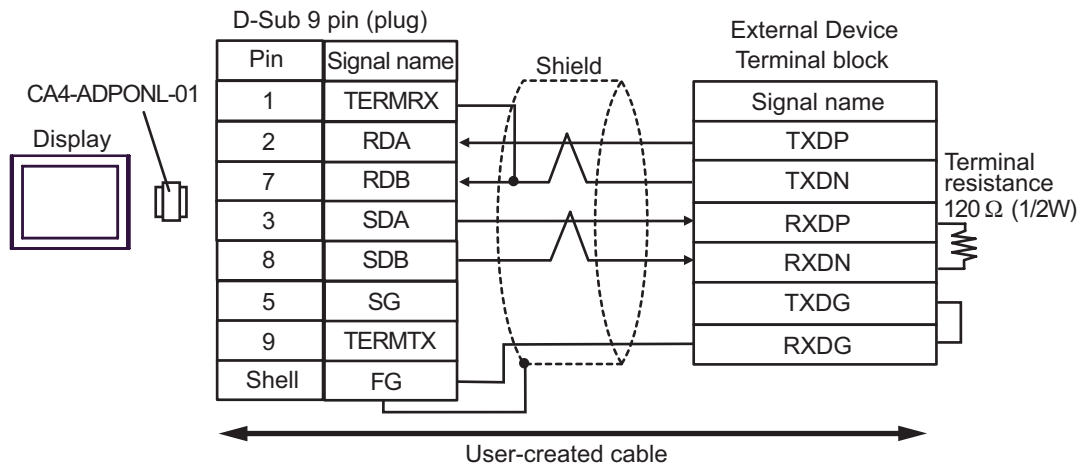 D-Sub 9 pin (plug)
External Device
Terminal block
CA4-ADPONL-01
Display
Shield
Pin Signal name
1 TERMRX
2 RDA
7 RDB
3 SDA
8 SDB
5 SG
9 TERMTX
Shell FG
Signal name
TXDP
TXDN
RXDP
RXDN
TXDG
RXDG
Terminal
resistance
120 Ω (1/2W)
User-created cable